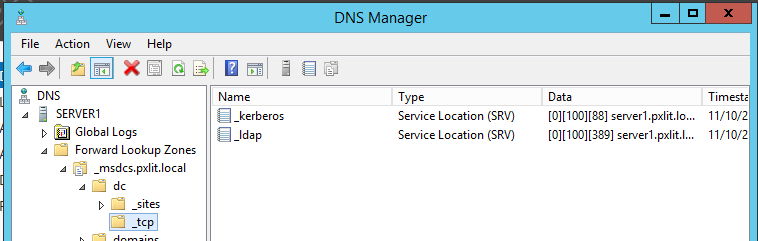 DNS Manager
File Action View Help
DNS
SERVER1
Global Logs
Forward Lookup Zones
_msdcs.pxlit.local
dc
_sites
_tcp
domains
Name Type Data Timesta
_kerberos Service Location (SRV) [0][100][88] server1.pxlit.lo... 11/10/2
_ldap Service Location (SRV) [0][100][389] server1.pxlit.l... 11/10/2